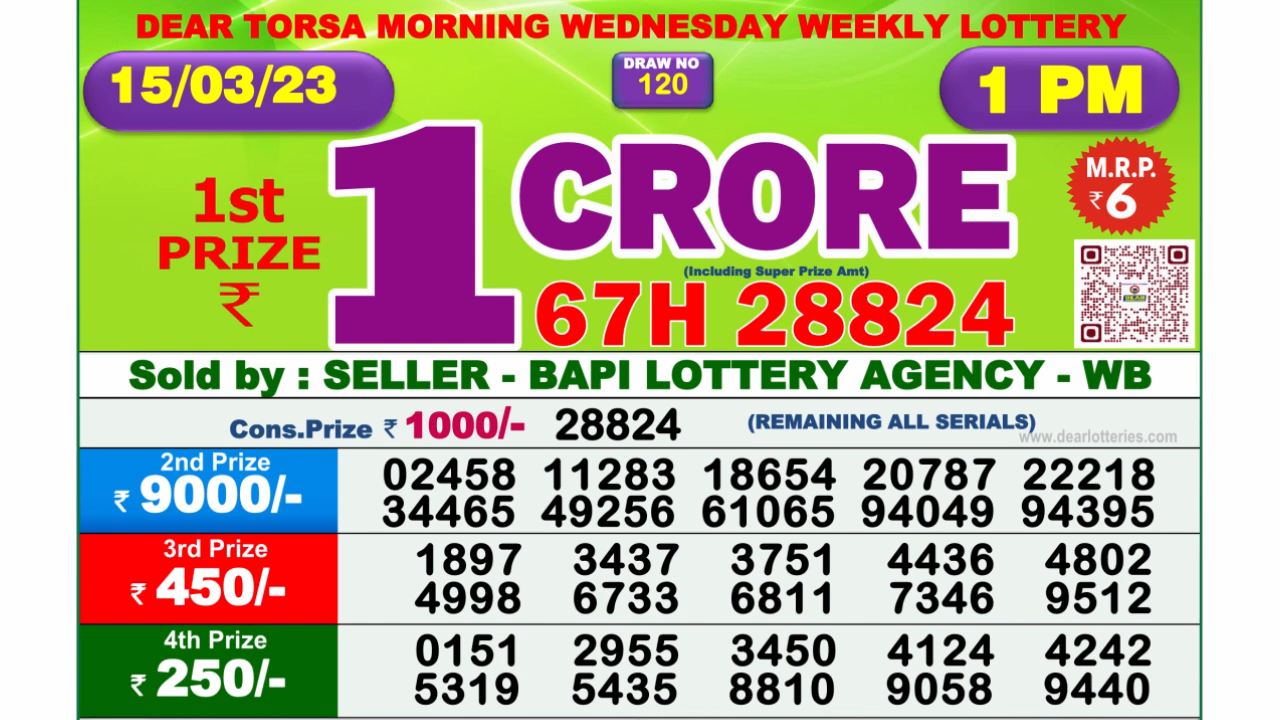 DEAR TORSA MORNING WEDNESDAY WEEKLY LOTTERY
15/03/23
DRAW NO
120
1 PM
1st
PRIZE
₹
1 CRORE
(Including Super Prize Amt)
67H 28824
M.R.P.
₹ 6
DEAR
Sold by : SELLER - BAPI LOTTERY AGENCY - WB
Cons.Prize ₹ 1000/- 28824 (REMAINING ALL SERIALS)
www.dearlotteries.com
2nd Prize
₹ 9000/-
02458 11283 18654 20787 22218
34465 49256 61065 94049 94395
3rd Prize
₹ 450/-
1897 3437 3751 4436 4802
4998 6733 6811 7346 9512
4th Prize
₹ 250/-
0151 2955 3450 4124 4242
5319 5435 8810 9058 9440